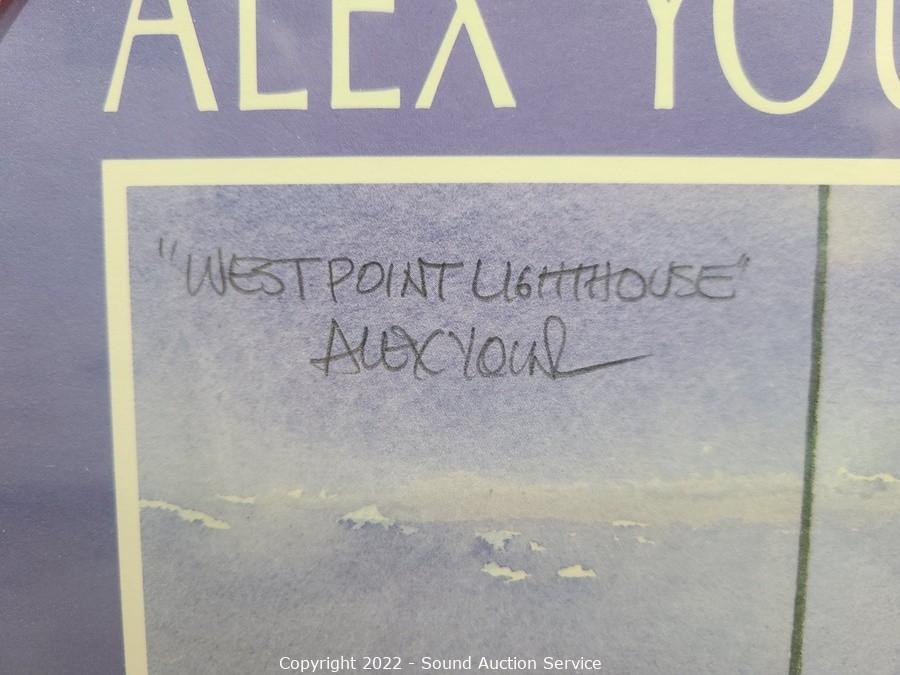 ALEX YOU
"WEST POINT LIGHTHOUSE"
ALEX YOUNG
Copyright 2022 - Sound Auction Service